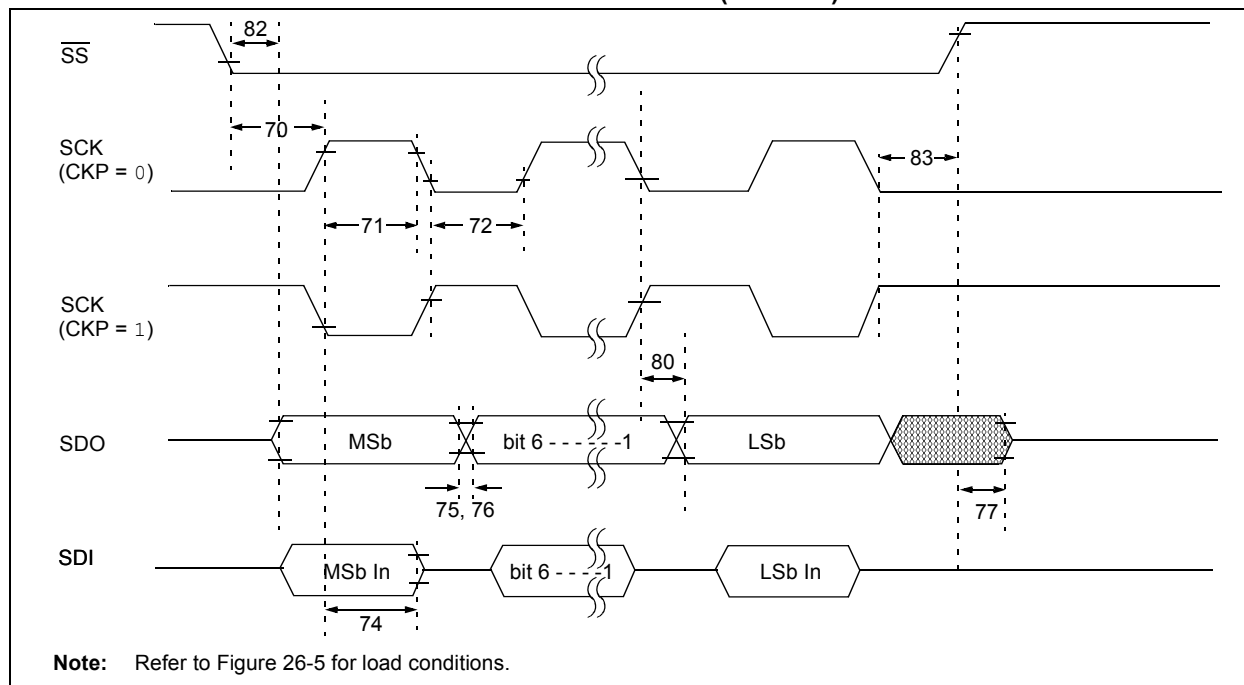 82
SS
70
SCK
(CKP = 0)
83
71
72
SCK
(CKP = 1)
80
SDO
MSb
bit 6 - - - - - -1
LSb
75, 76
77
SDI
MSb In
bit 6 - - - -1
LSb In
74
Note: Refer to Figure 26-5 for load conditions.